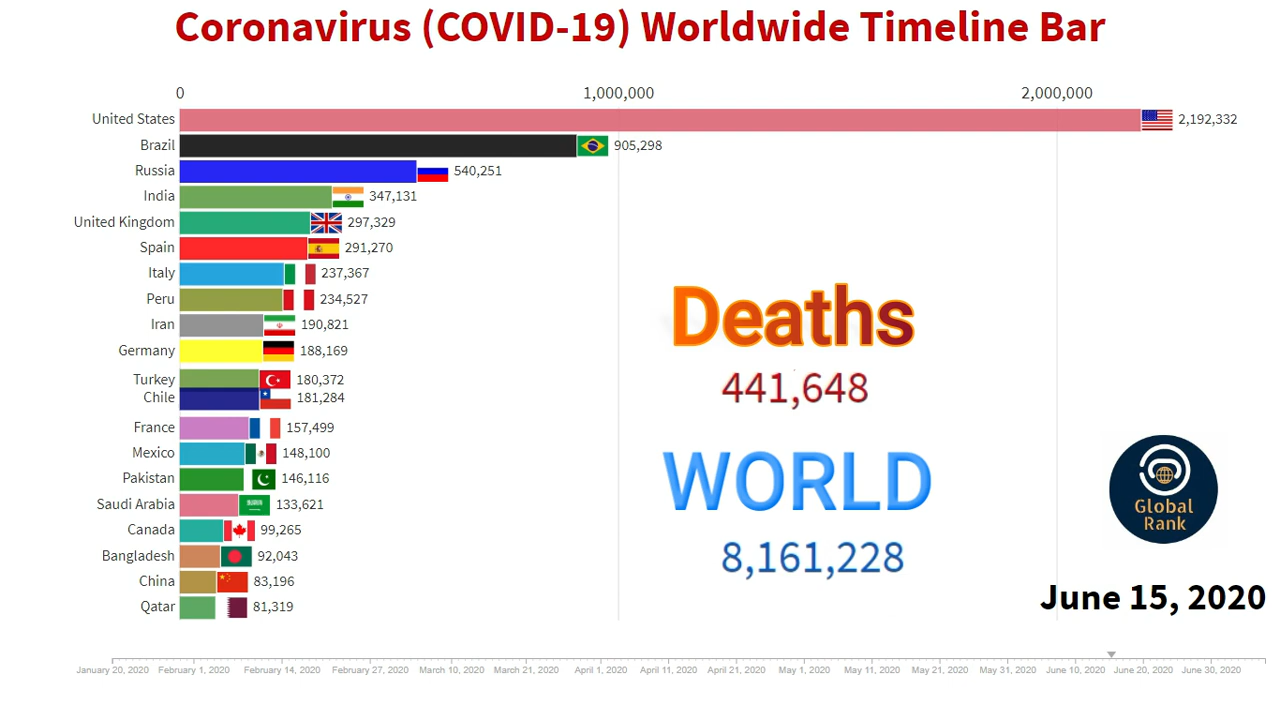 Coronavirus (COVID-19) Worldwide Timeline Bar
0 1,000,000 2,000,000
United States 2,192,332
Brazil 905,298
Russia 540,251
India 347,131
United Kingdom 297,329
Spain 291,270
Italy 237,367
Peru 234,527
Iran 190,821
Germany 188,169
Turkey 180,372
Chile 181,284
France 157,499
Mexico 148,100
Pakistan 146,116
Saudi Arabia 133,621
Canada 99,265
Bangladesh 92,043
China 83,196
Qatar 81,319
Deaths
441,648
WORLD
8,161,228
Global
Rank
June 15, 2020
January 20, 2020 February 1, 2020 February 14, 2020 February 27, 2020 March 10, 2020 March 21, 2020 April 1, 2020 April 11, 2020 April 21, 2020 May 1, 2020 May 11, 2020 May 21, 2020 May 31, 2020 June 10, 2020 June 20, 2020 June 30, 2020